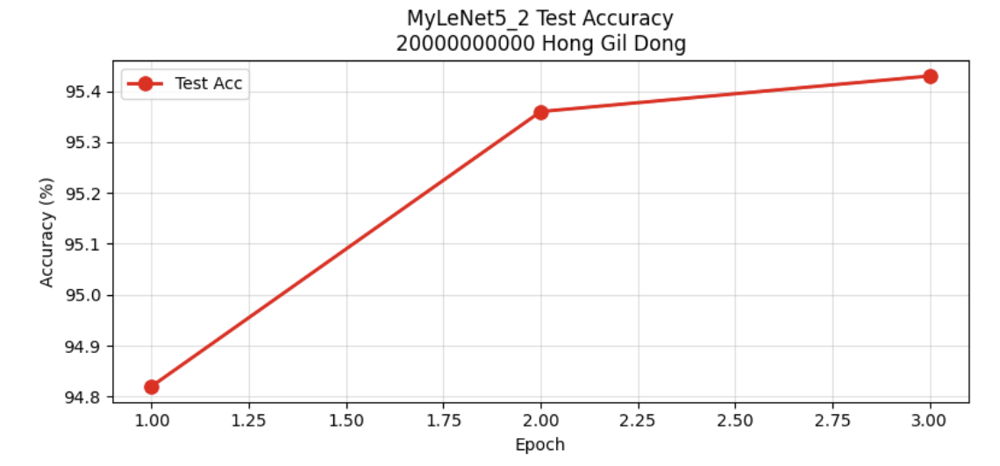 MyLeNet5_2 Test Accuracy
20000000000 Hong Gil Dong
Test Acc
Accuracy (%)
95.4
95.3
95.2
95.1
95.0
94.9
94.8
1.00 1.25 1.50 1.75 2.00 2.25 2.50 2.75 3.00
Epoch